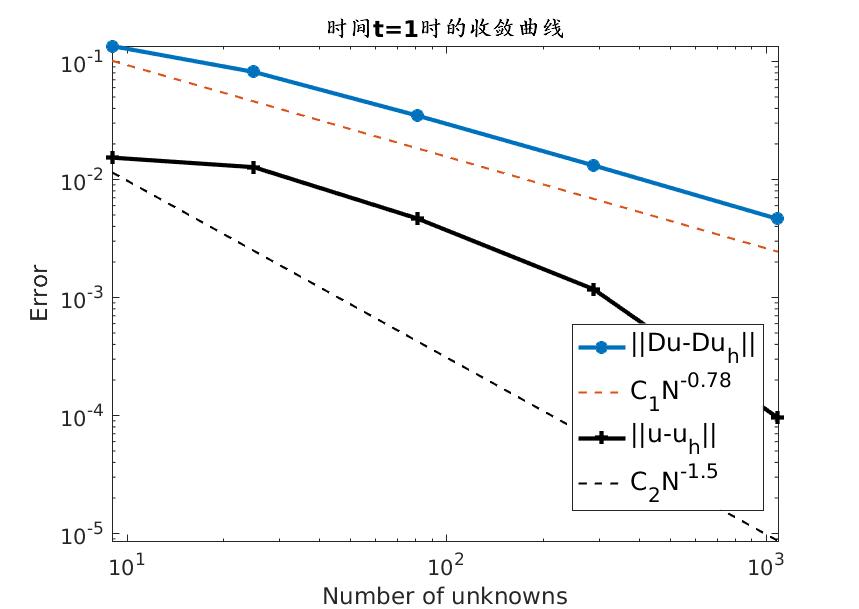 时间t=1时的收敛曲线
10^-1
10^-2
10^-3
10^-4
10^-5
Error
||Du-Du_h||
C_1N^-0.78
||u-u_h||
C_2N^-1.5
10^1 10^2 10^3
Number of unknowns